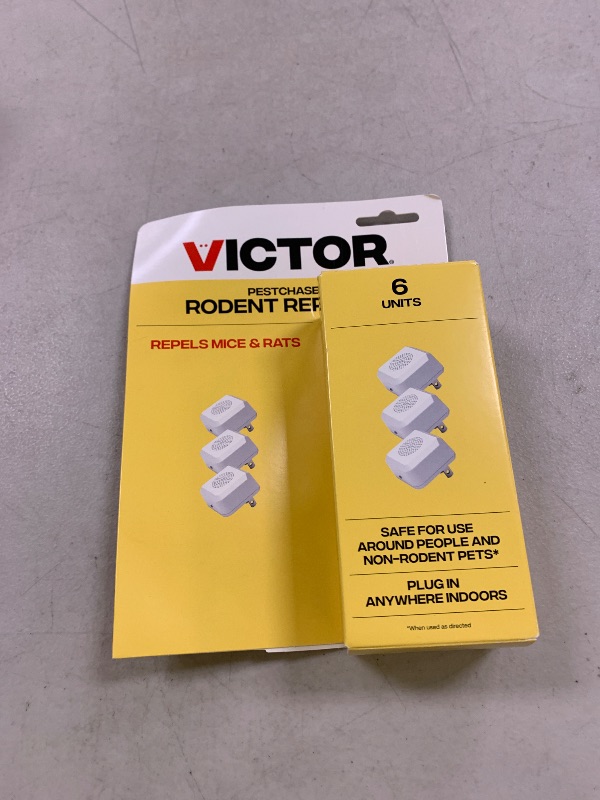 VICTOR
PESTCHASE
RODENT REP
REPELS MICE & RATS
6
UNITS
SAFE FOR USE
AROUND PEOPLE AND
NON-RODENT PETS*
PLUG IN
ANYWHERE INDOORS
*When used as directed